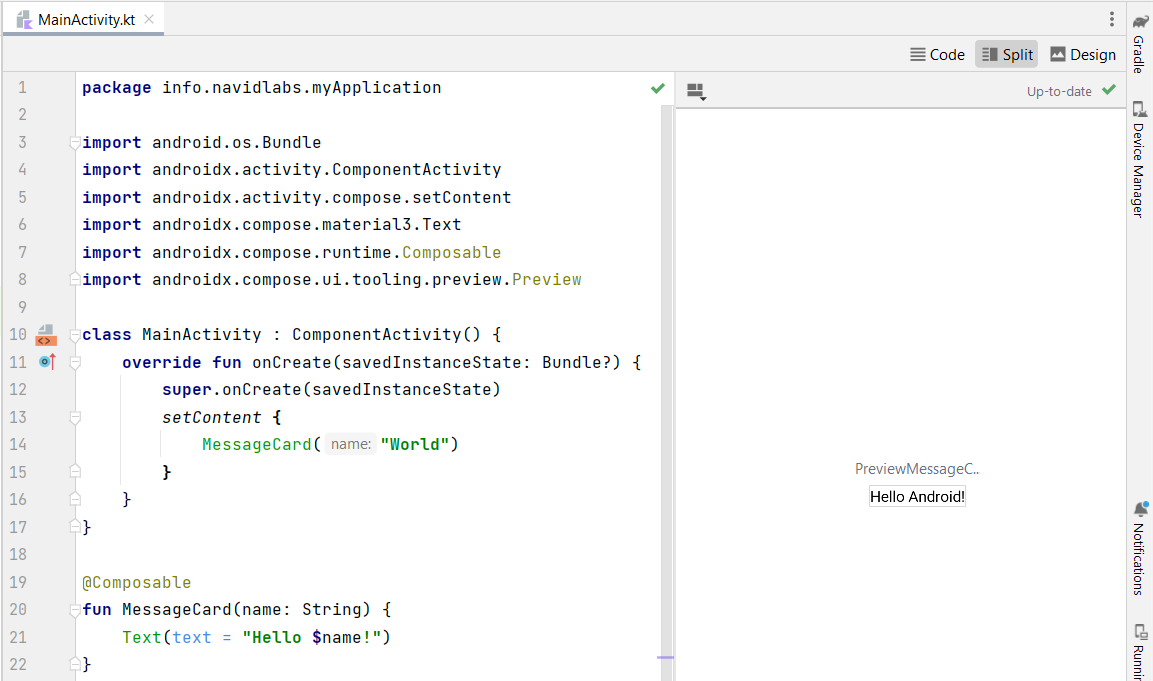 MainActivity.kt
Code Split Design
1 package info.navidlabs.myApplication
2
3 import android.os.Bundle
4 import androidx.activity.ComponentActivity
5 import androidx.activity.compose.setContent
6 import androidx.compose.material3.Text
7 import androidx.compose.runtime.Composable
8 import androidx.compose.ui.tooling.preview.Preview
9
10 class MainActivity : ComponentActivity() {
11     override fun onCreate(savedInstanceState: Bundle?) {
12         super.onCreate(savedInstanceState)
13         setContent {
14             MessageCard( name: "World")
15         }
16     }
17 }
18
19 @Composable
20 fun MessageCard(name: String) {
21     Text(text = "Hello $name!")
22 }
Up-to-date
PreviewMessageC..
Hello Android!
Gradle
Device Manager
Notifications